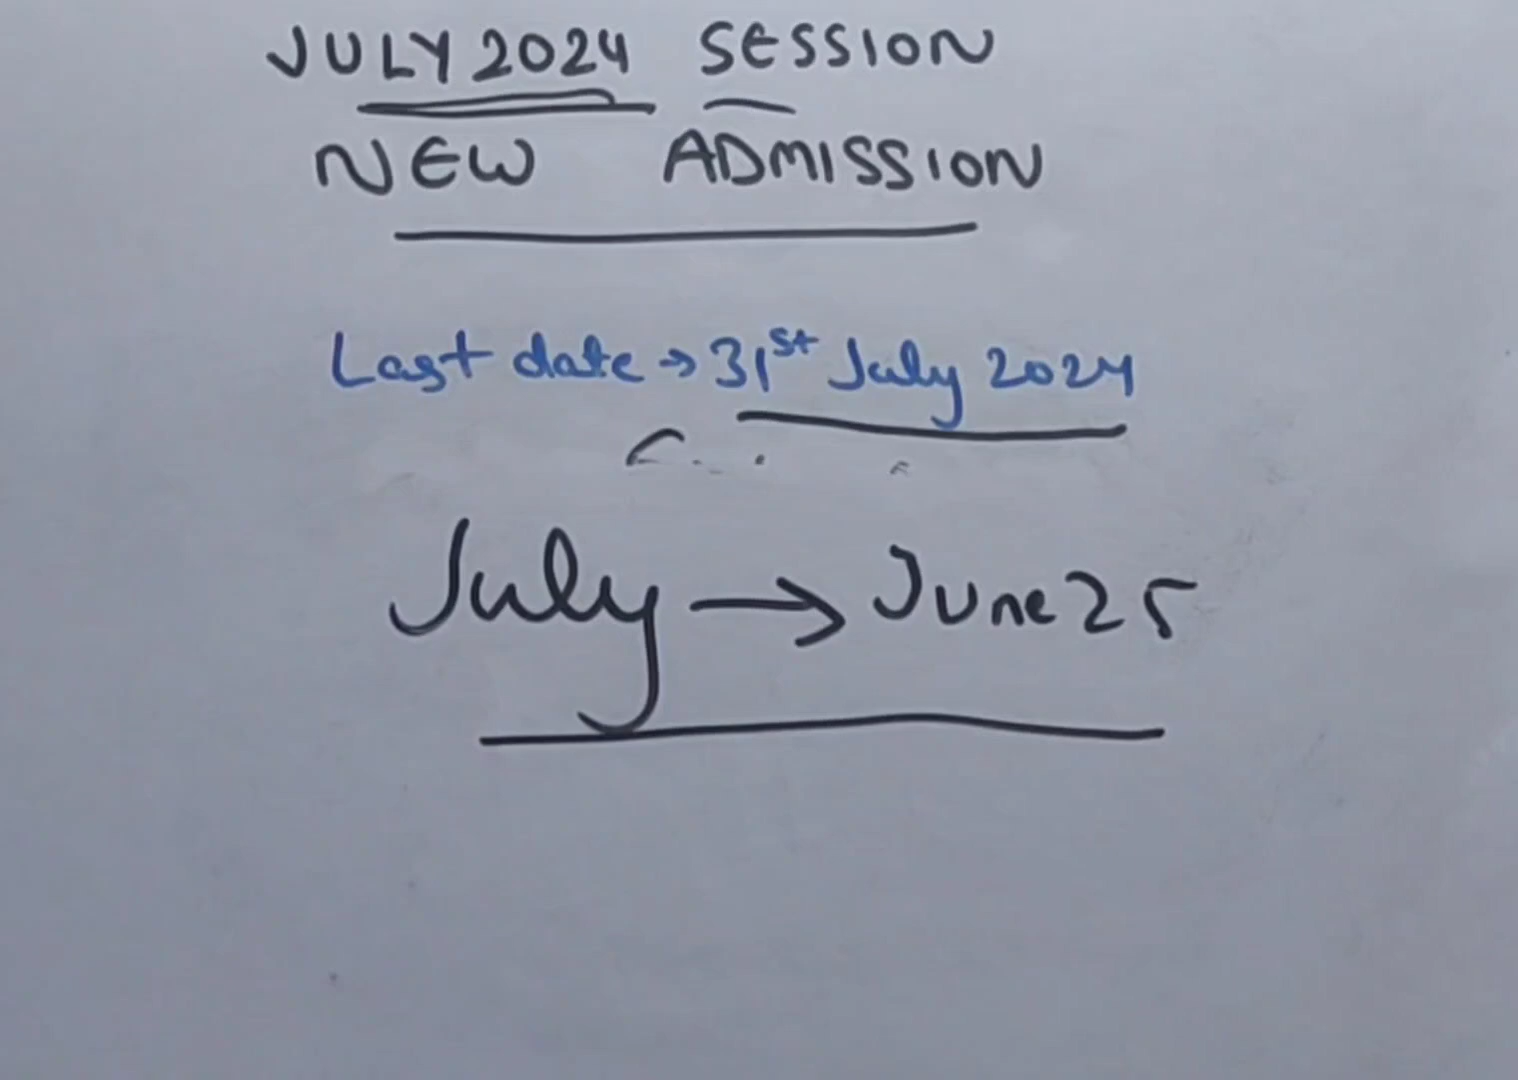 JULY 2024 SESSION
NEW ADMISSION
Last date → 31st July 2024
July → June 25